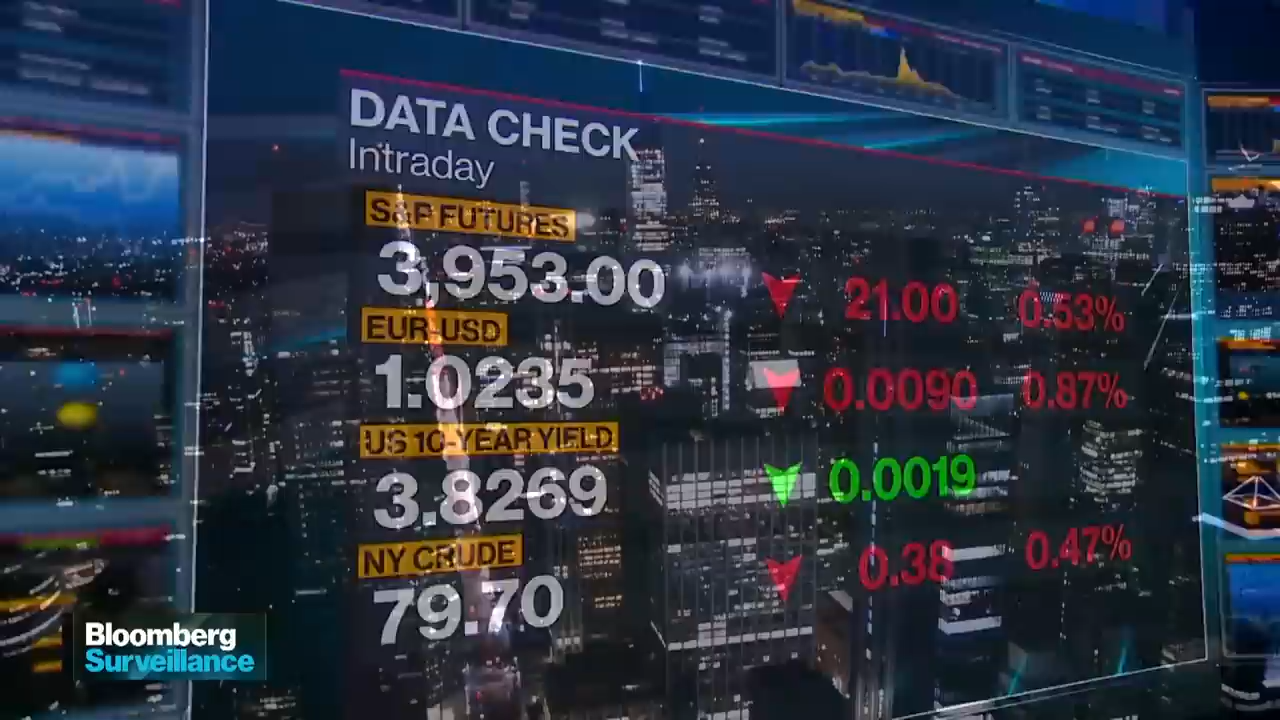 DATA CHECK
Intraday
S&P FUTURES
3,953.00 21.00 0.53%
EUR-USD
1.0235 0.0090 0.87%
US 10-YEAR YIELD
3.8269 0.0019
NY CRUDE
79.70 0.38 0.47%
Bloomberg
Surveillance